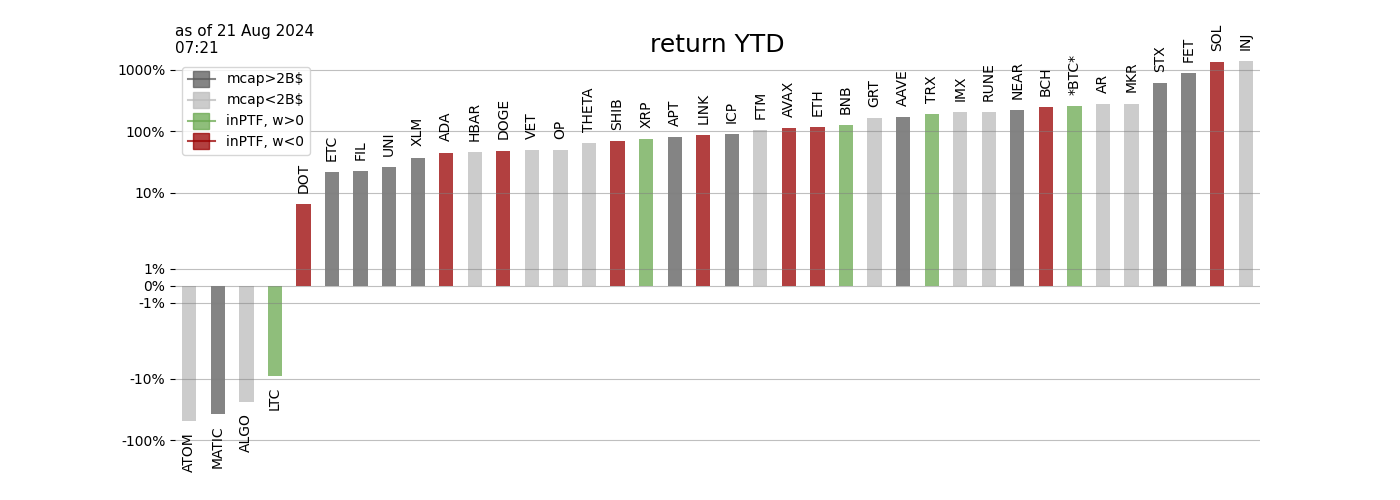 as of 21 Aug 2024
07:21
return YTD
mcap>2B$
mcap<2B$
inPTF, w>0
inPTF, w<0
1000%
100%
10%
1%
0%
-1%
-10%
-100%
ATOM
MATIC
ALGO
LTC
DOT
ETC
FIL
UNI
XLM
ADA
HBAR
DOGE
VET
OP
THETA
SHIB
XRP
APT
LINK
ICP
FTM
AVAX
ETH
BNB
GRT
AAVE
TRX
IMX
RUNE
NEAR
BCH
*BTC*
AR
MKR
STX
FET
SOL
INJ